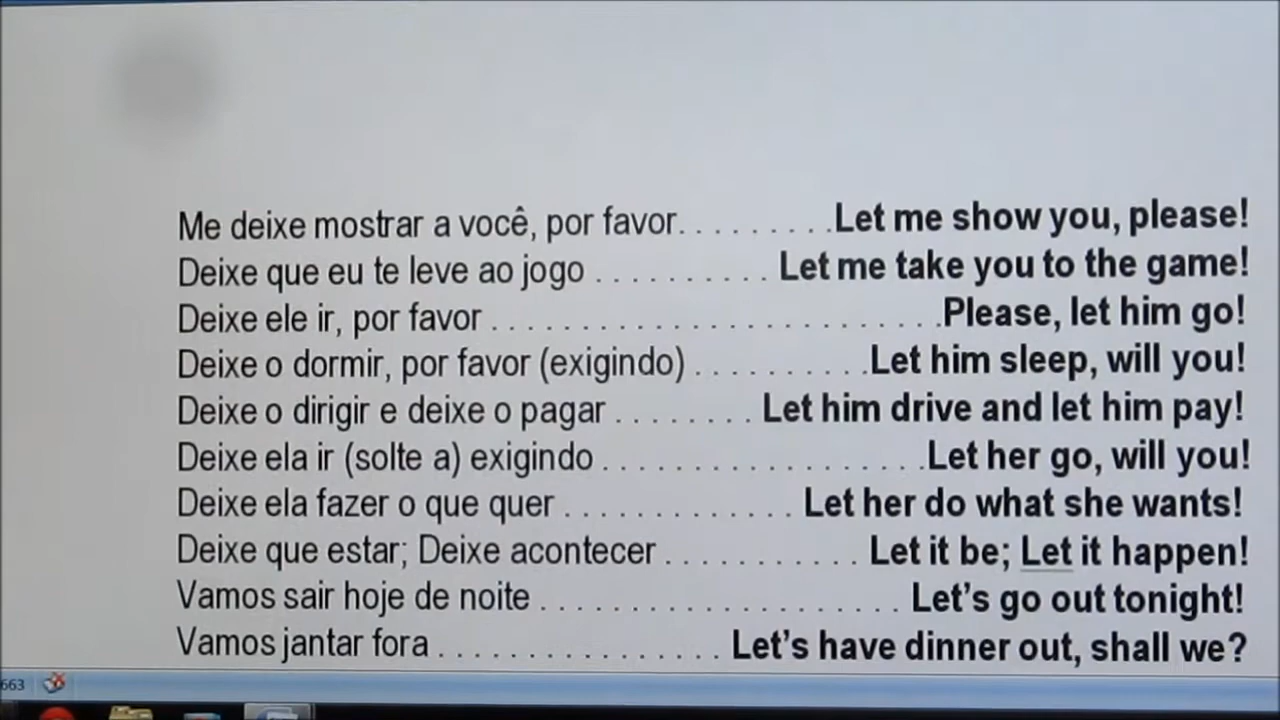 Me deixe mostrar a você, por favor. . . . . . . . .Let me show you, please!
Deixe que eu te leve ao jogo . . . . . . . . . . Let me take you to the game!
Deixe ele ir, por favor . . . . . . . . . . . . . . . . . . . . . . . . .Please, let him go!
Deixe o dormir, por favor (exigindo) . . . . . . . . . .Let him sleep, will you!
Deixe o dirigir e deixe o pagar . . . . . . . . Let him drive and let him pay!
Deixe ela ir (solte a) exigindo . . . . . . . . . . . . . . . . . .Let her go, will you!
Deixe ela fazer o que quer . . . . . . . . . . . . . Let her do what she wants!
Deixe que estar; Deixe acontecer . . . . . . . . . . . Let it be; Let it happen!
Vamos sair hoje de noite . . . . . . . . . . . . . . . . . . . . Let's go out tonight!
Vamos jantar fora . . . . . . . . . . . . . . . . Let's have dinner out, shall we?
663